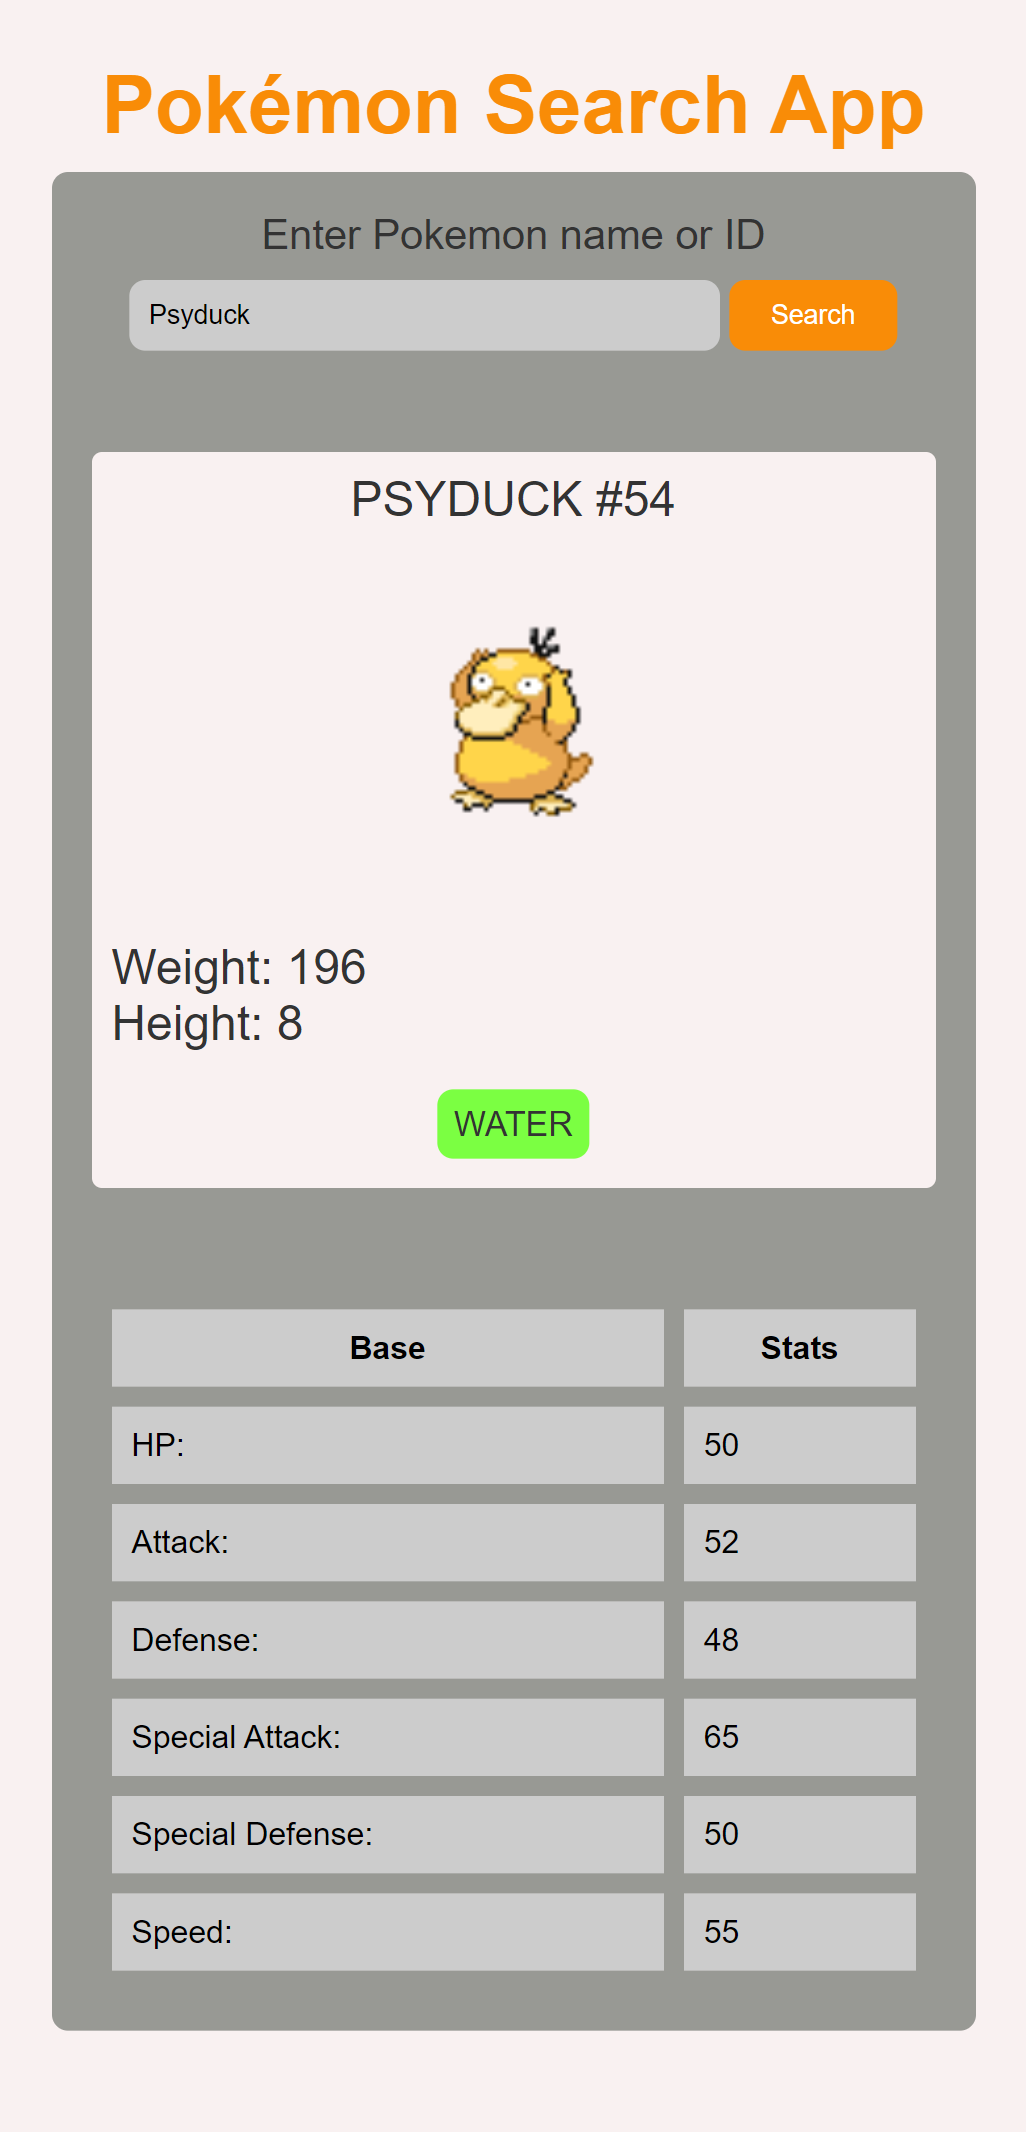 Pokémon Search App
Enter Pokemon name or ID
Psyduck Search
PSYDUCK #54
Weight: 196
Height: 8
WATER
Base Stats
HP: 50
Attack: 52
Defense: 48
Special Attack: 65
Special Defense: 50
Speed: 55